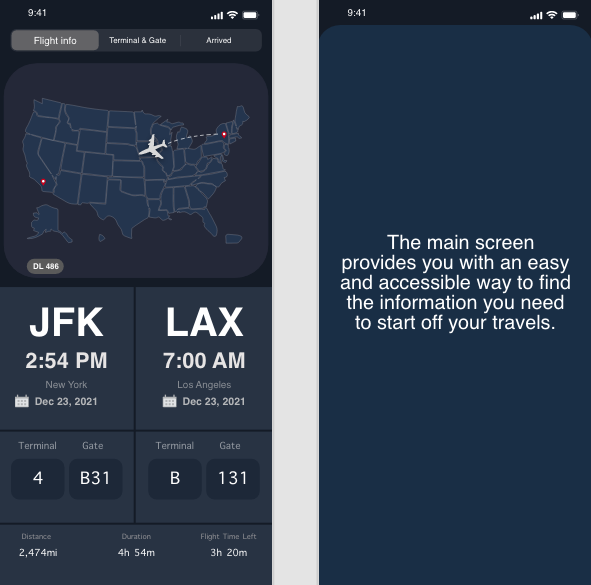 9:41
Flight info
Terminal & Gate
Arrived
DL 486
JFK
LAX
2:54 PM
7:00 AM
New York
Los Angeles
Dec 23, 2021
Dec 23, 2021
Terminal Gate
Terminal Gate
4 B31
B 131
Distance
Duration
Flight Time Left
2,474mi
4h 54m
3h 20m
9:41
The main screen
provides you with an easy
and accessible way to find
the information you need
to start off your travels.